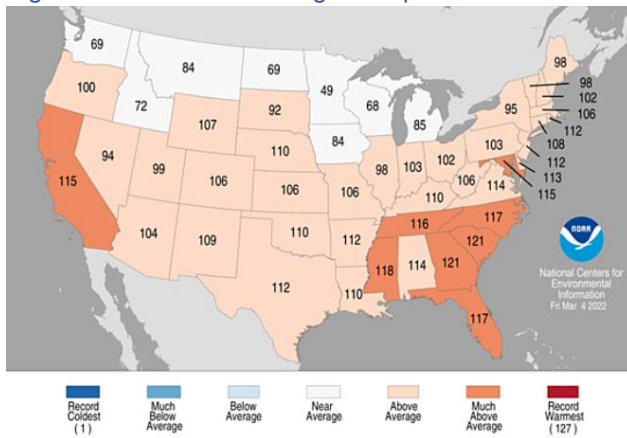 69
84
69
49
68
85
98
100
72
107
92
84
95
98
102
106
112
108
112
113
115
94
99
106
110
106
106
98
103
102
103
106
110
114
115
104
109
110
112
116
117
112
110
118
114
121
121
117
NOAA
National Centers for
Environmental
Information
Fri Mar 4 2022
Record
Coldest
(1)
Much
Below
Average
Below
Average
Near
Average
Above
Average
Much
Above
Average
Record
Warmest
(127)